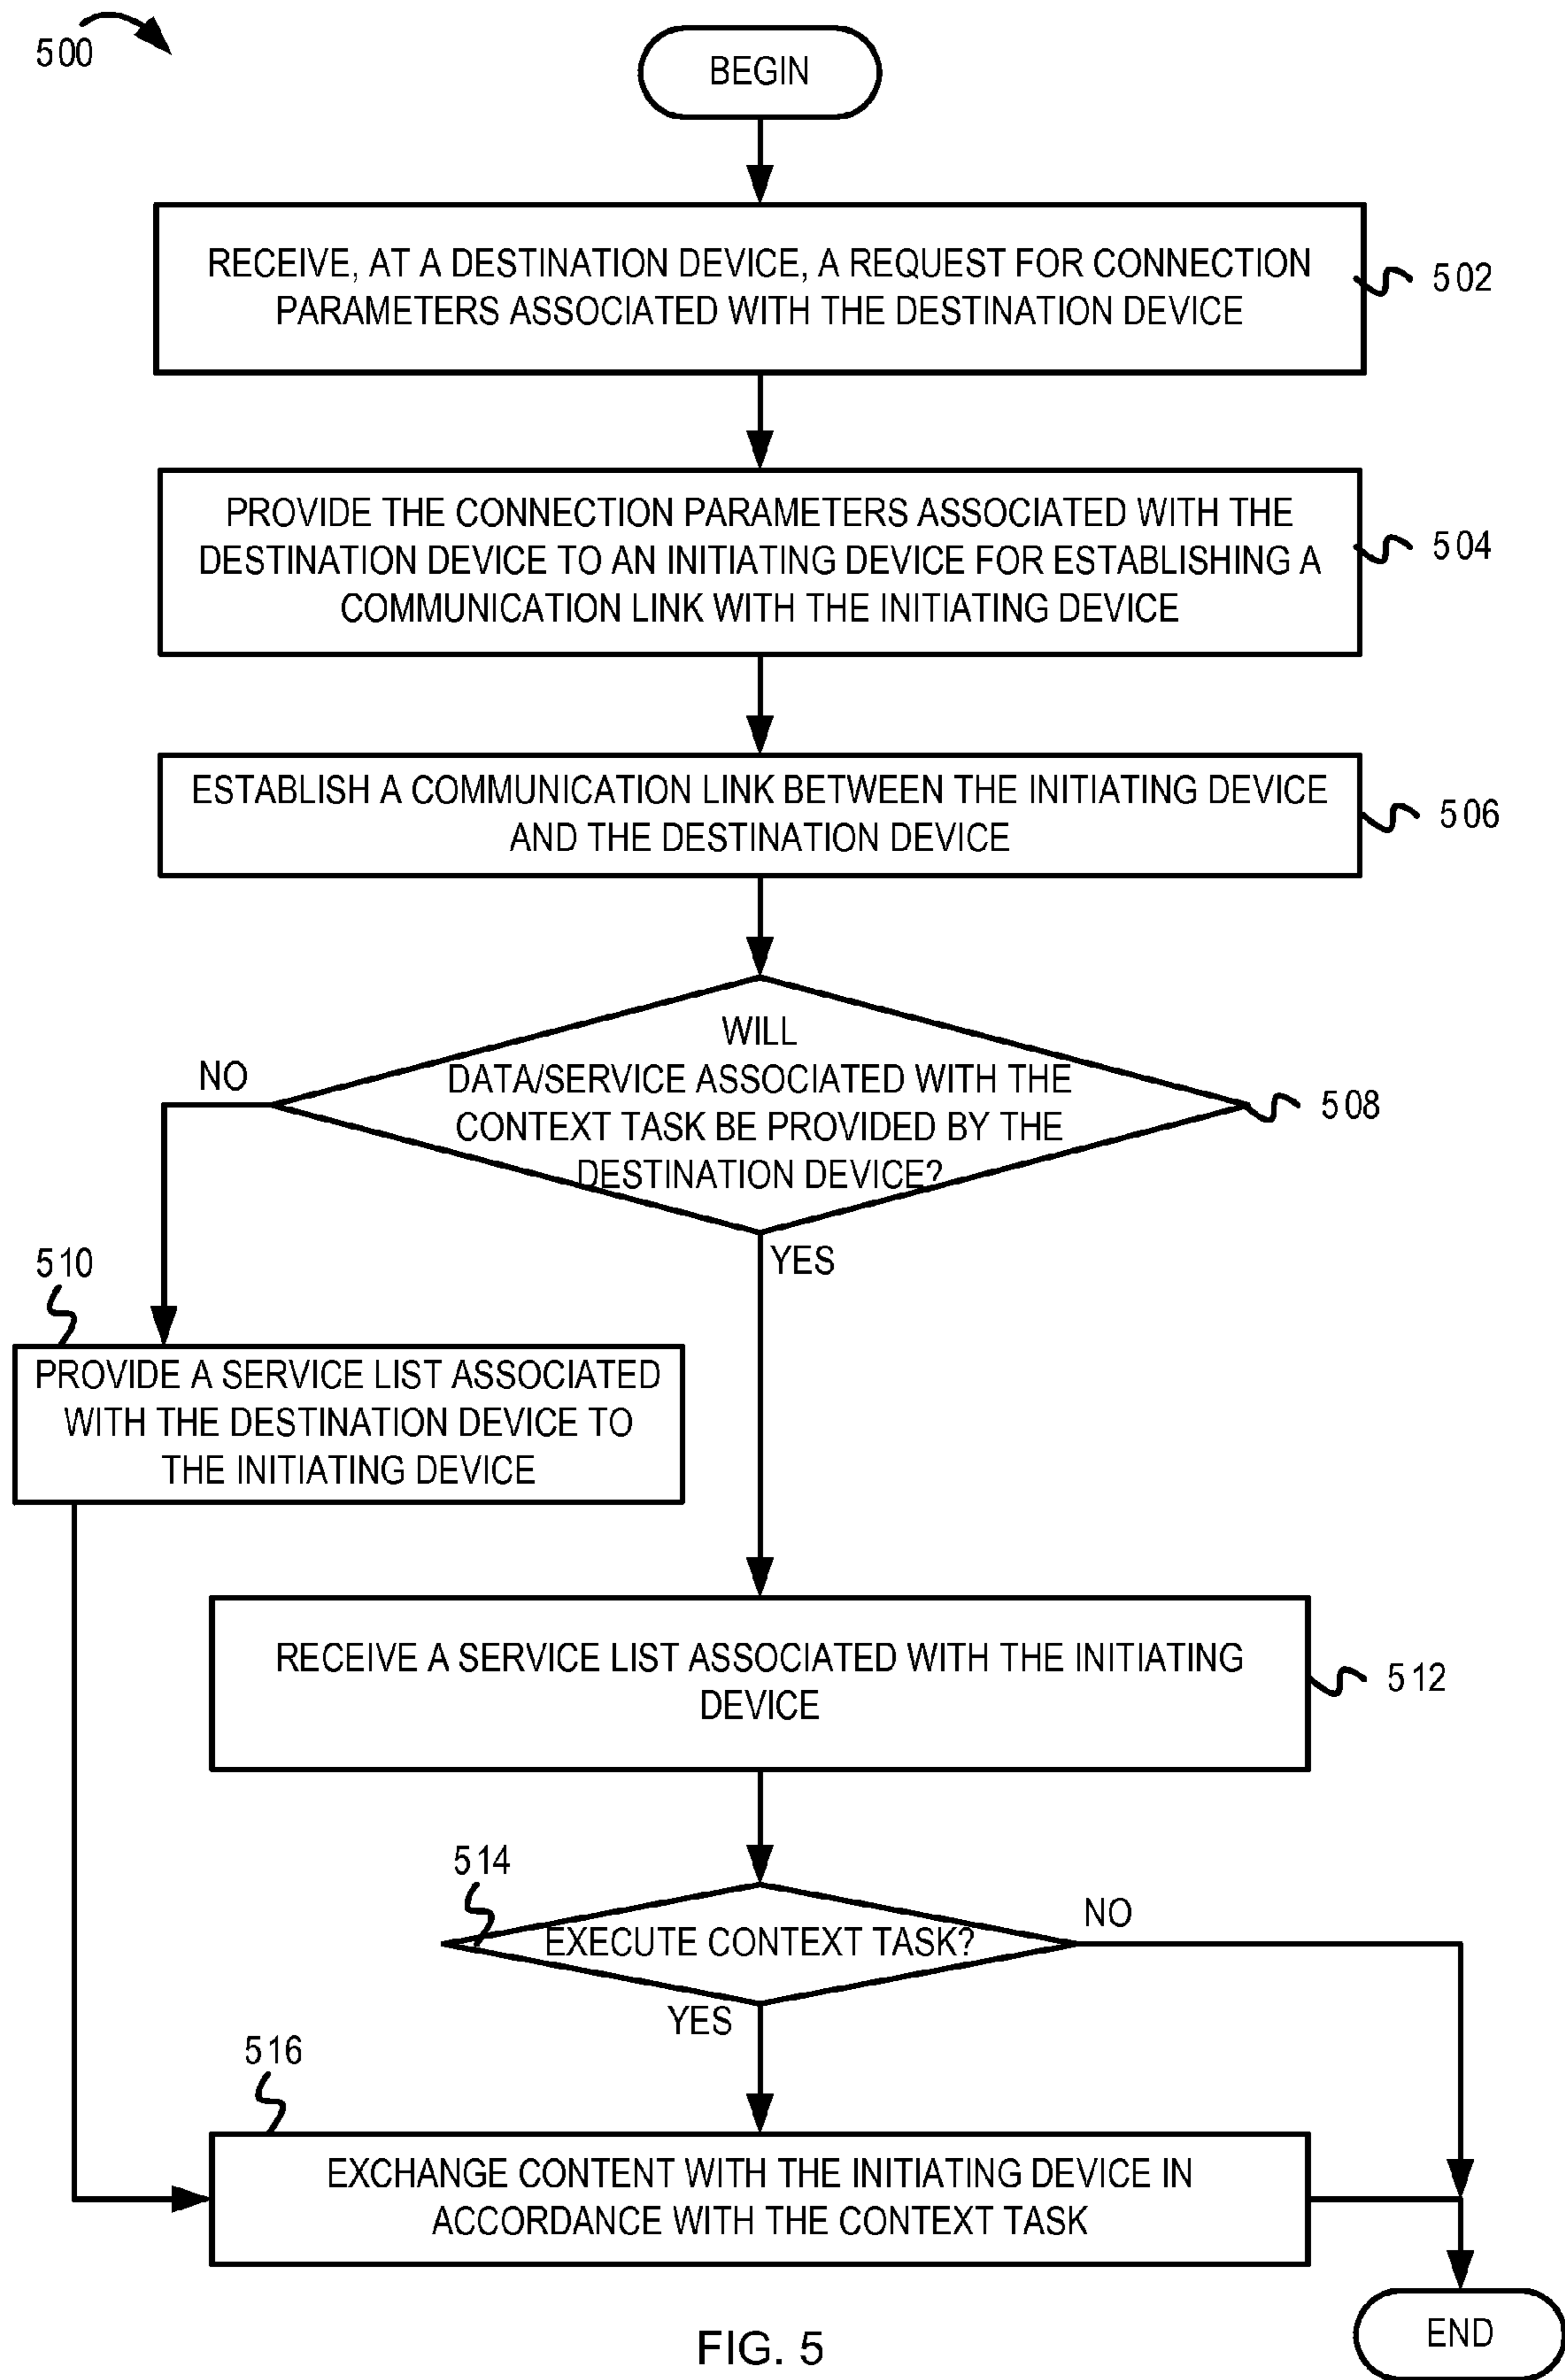 500
BEGIN
RECEIVE, AT A DESTINATION DEVICE, A REQUEST FOR CONNECTION
PARAMETERS ASSOCIATED WITH THE DESTINATION DEVICE
502
PROVIDE THE CONNECTION PARAMETERS ASSOCIATED WITH THE
DESTINATION DEVICE TO AN INITIATING DEVICE FOR ESTABLISHING A
COMMUNICATION LINK WITH THE INITIATING DEVICE
504
ESTABLISH A COMMUNICATION LINK BETWEEN THE INITIATING DEVICE
AND THE DESTINATION DEVICE
506
WILL
DATA/SERVICE ASSOCIATED WITH THE
CONTEXT TASK BE PROVIDED BY THE
DESTINATION DEVICE?
508
NO
YES
510
PROVIDE A SERVICE LIST ASSOCIATED
WITH THE DESTINATION DEVICE TO
THE INITIATING DEVICE
RECEIVE A SERVICE LIST ASSOCIATED WITH THE INITIATING
DEVICE
512
514
EXECUTE CONTEXT TASK?
NO
YES
516
EXCHANGE CONTENT WITH THE INITIATING DEVICE IN
ACCORDANCE WITH THE CONTEXT TASK
END
FIG. 5